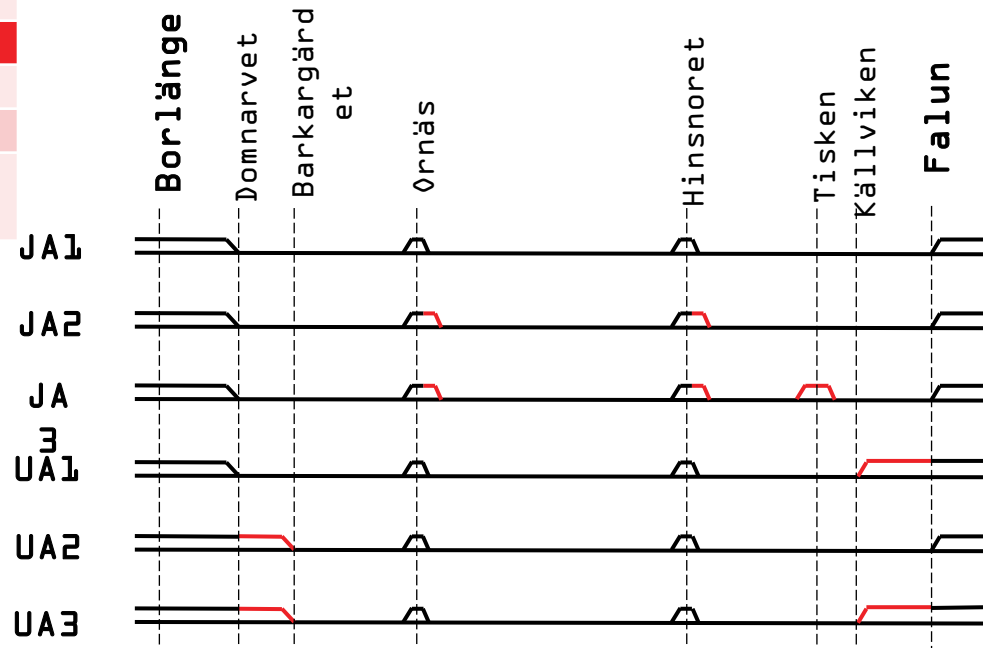 Borlänge
Domnarvet
Barkargärd
et
Ornäs
Hinsnoret
Tisken
Källviken
Falun
JA1
JA2
JA
3
UA1
UA2
UA3